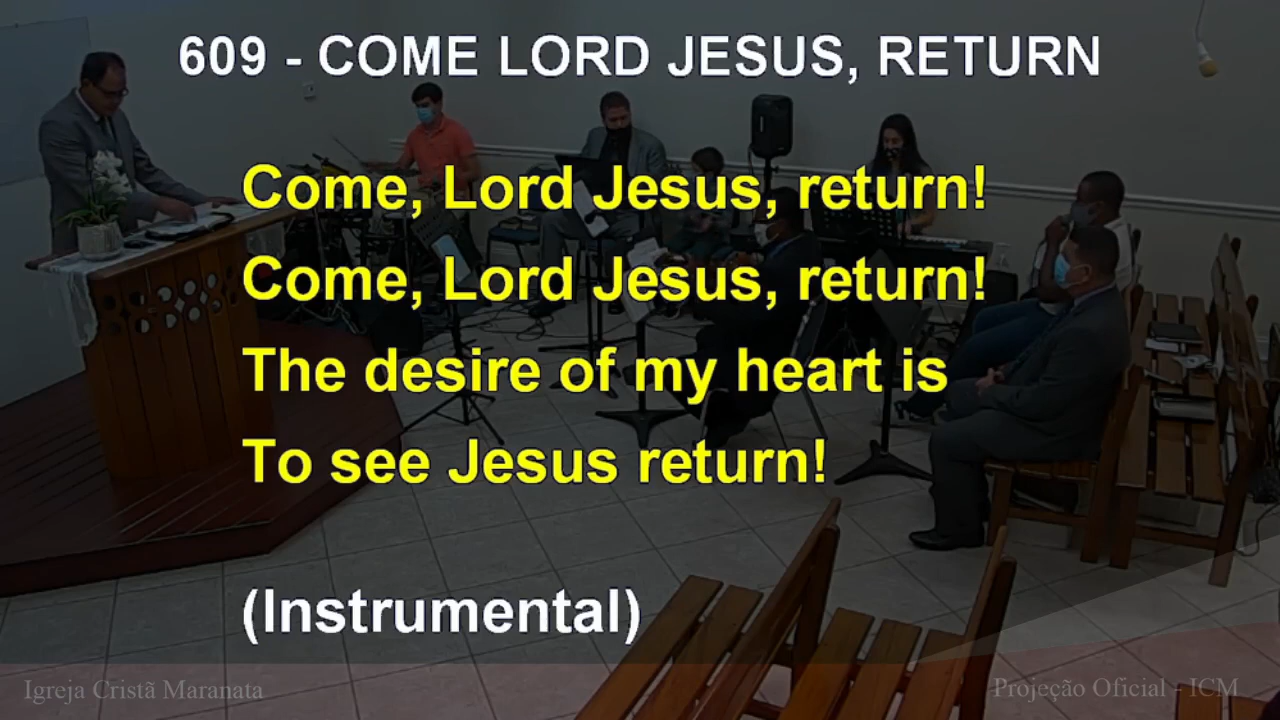 609 - COME LORD JESUS, RETURN
Come, Lord Jesus, return!
Come, Lord Jesus, return!
The desire of my heart is
To see Jesus return!
(Instrumental)
Igreja Cristã Maranata
Projeção Oficial - ICM